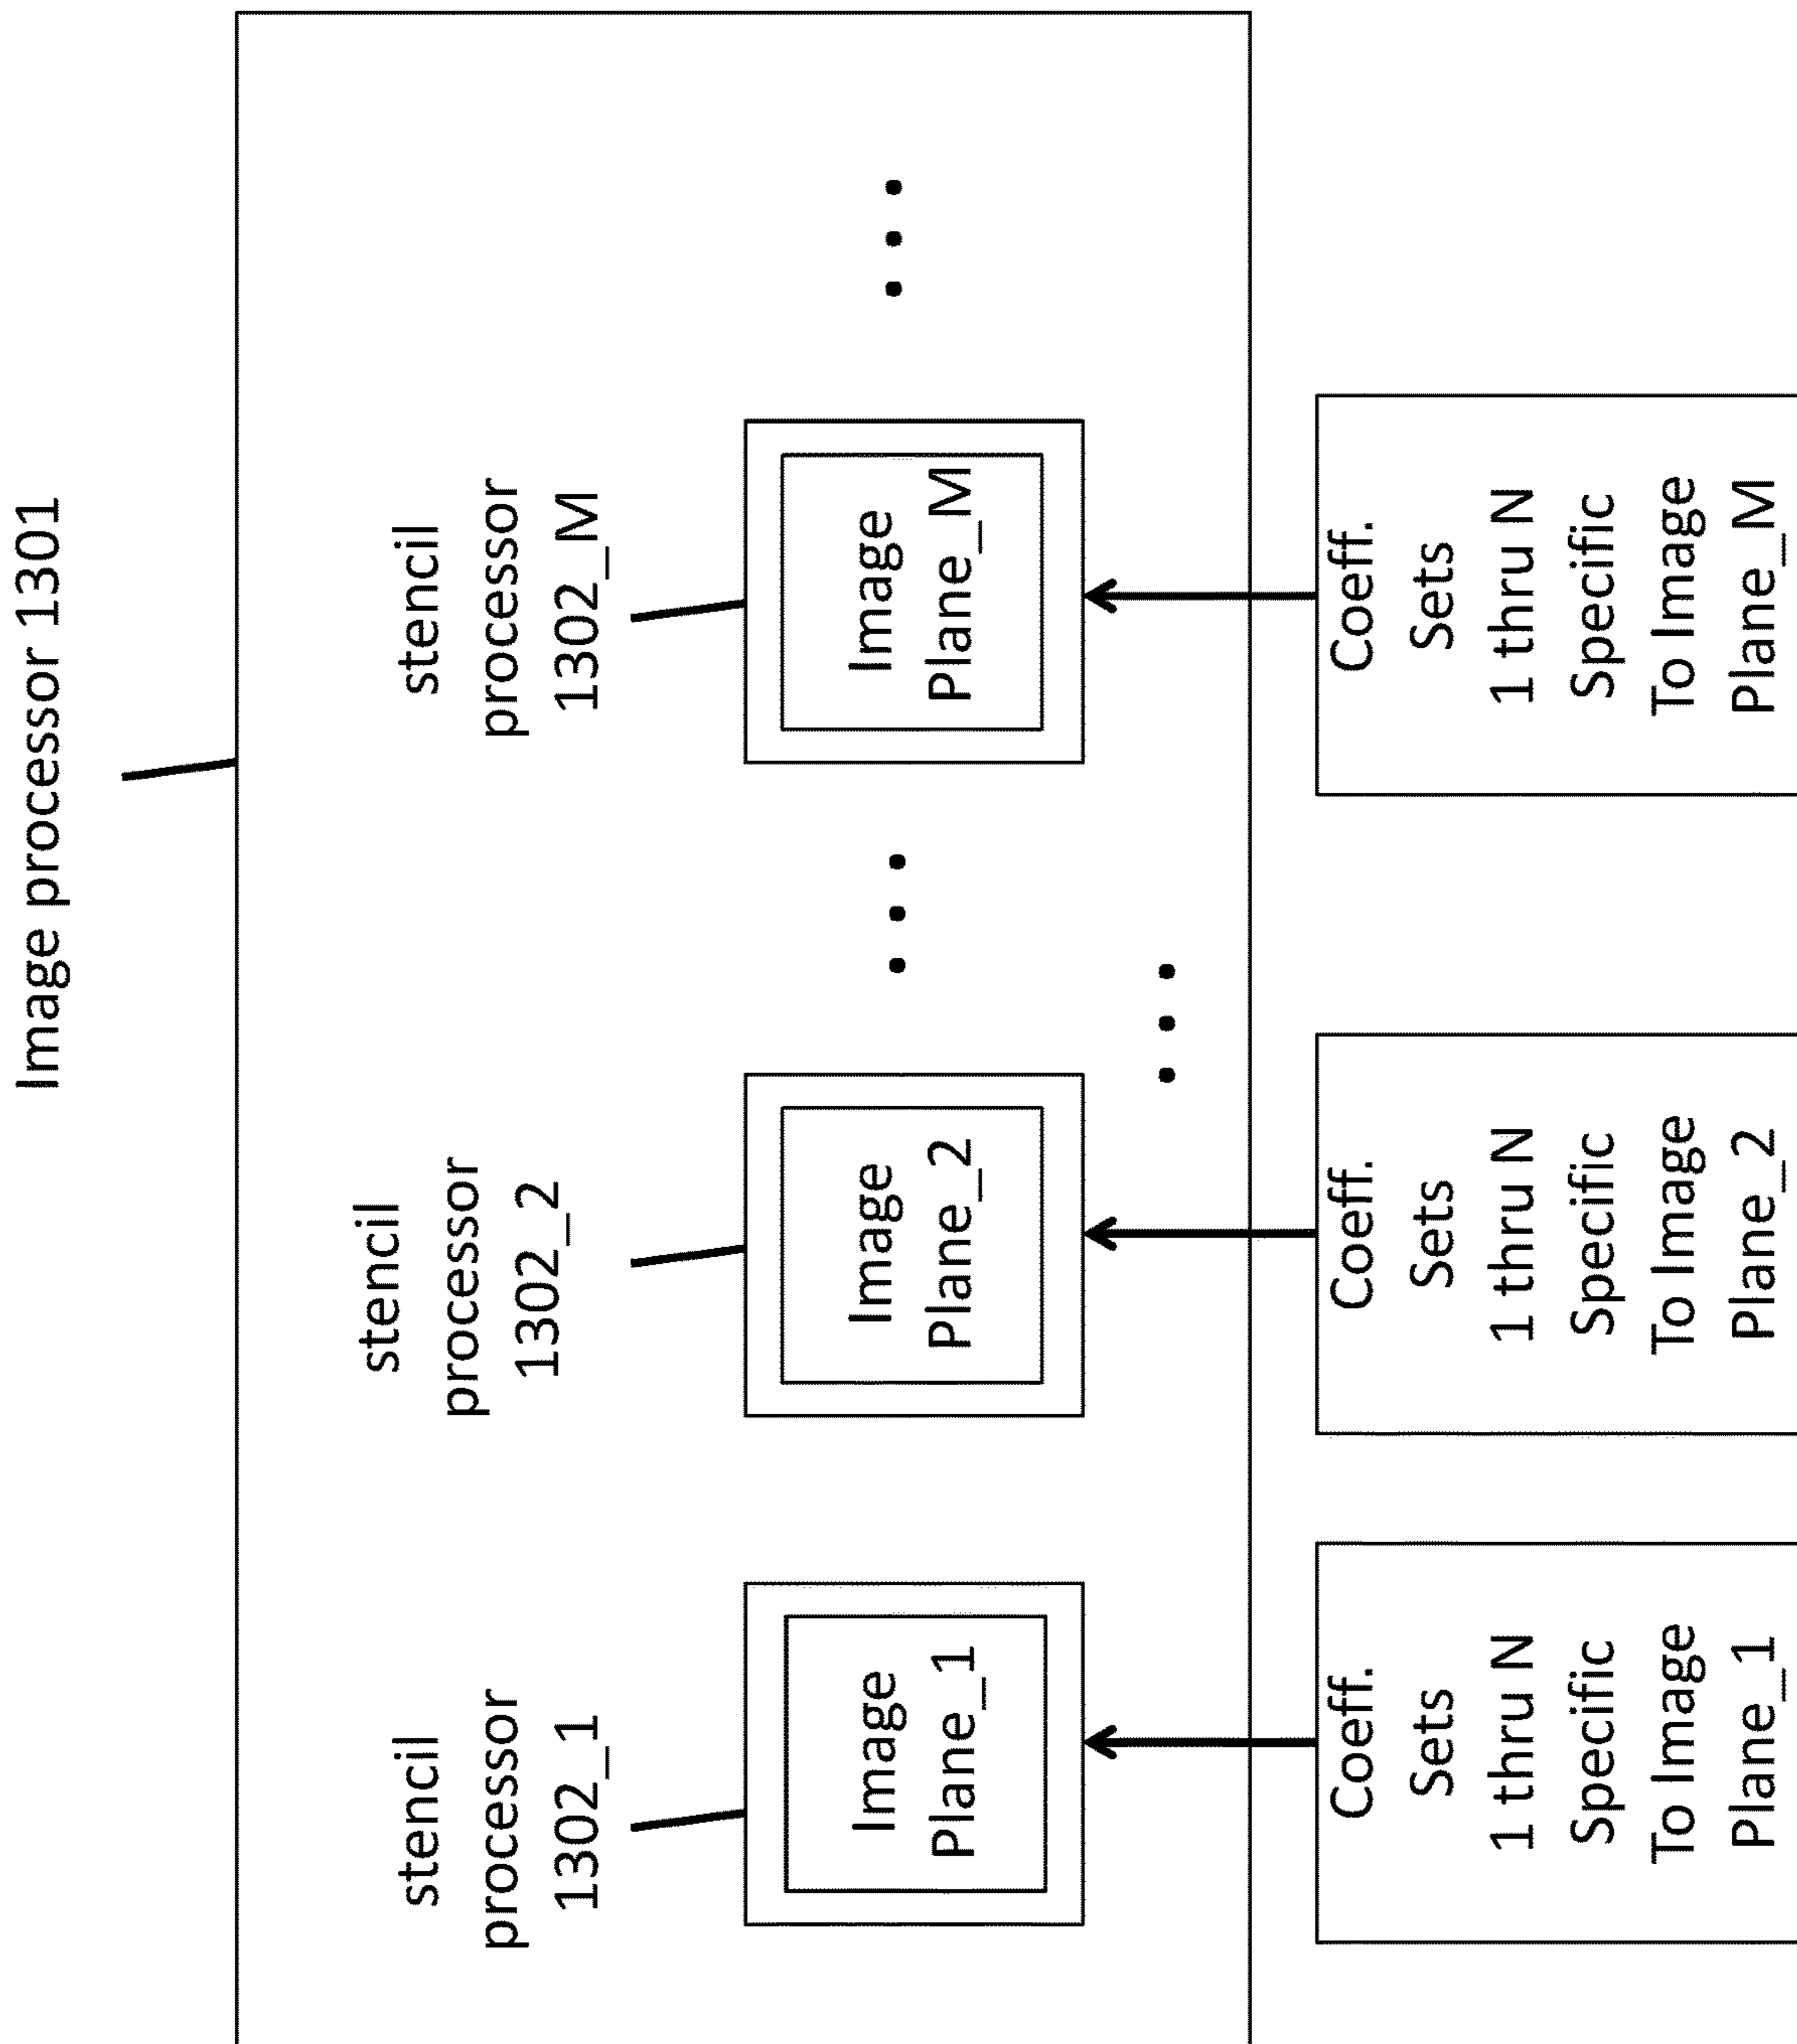 Image processor 1301
stencil
processor
1302_1
stencil
processor
1302_2
stencil
processor
1302_M
Image
Plane_1
Image
Plane_2
Image
Plane_M
Coeff.
Sets
1 thru N
Specific
To Image
Plane_1
Coeff.
Sets
1 thru N
Specific
To Image
Plane_2
Coeff.
Sets
1 thru N
Specific
To Image
Plane_M